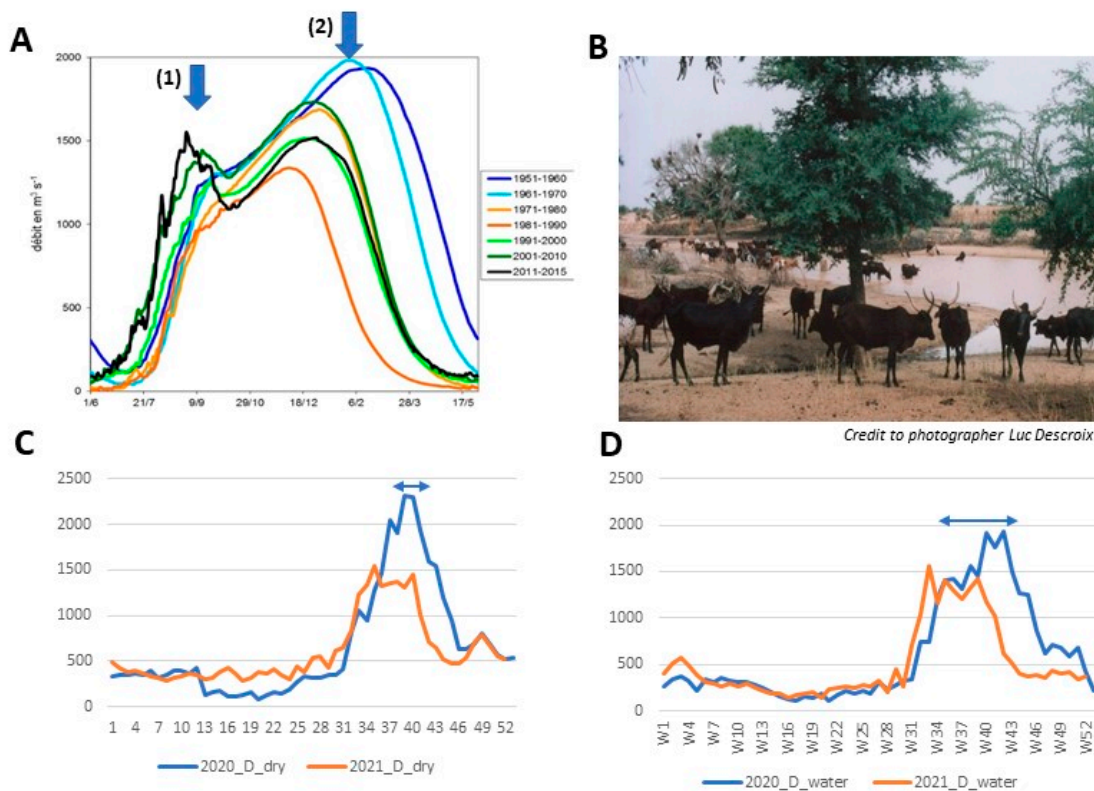 A
(1)
(2)
2000
1500
1000
500
0
débit en m³ s⁻¹
1/6
21/7
9/9
29/10
18/12
6/2
28/3
17/5
1951-1960
1961-1970
1971-1980
1981-1990
1991-2000
2001-2010
2011-2015
B
Credit to photographer Luc Descroix
C
2500
2000
1500
1000
500
0
1
4
7
10
13
16
19
22
25
28
31
34
37
40
43
46
49
52
2020_D_dry
2021_D_dry
D
2500
2000
1500
1000
500
0
W1
W4
W7
W10
W13
W16
W19
W22
W25
W28
W31
W34
W37
W40
W43
W46
W49
W52
2020_D_water
2021_D_water